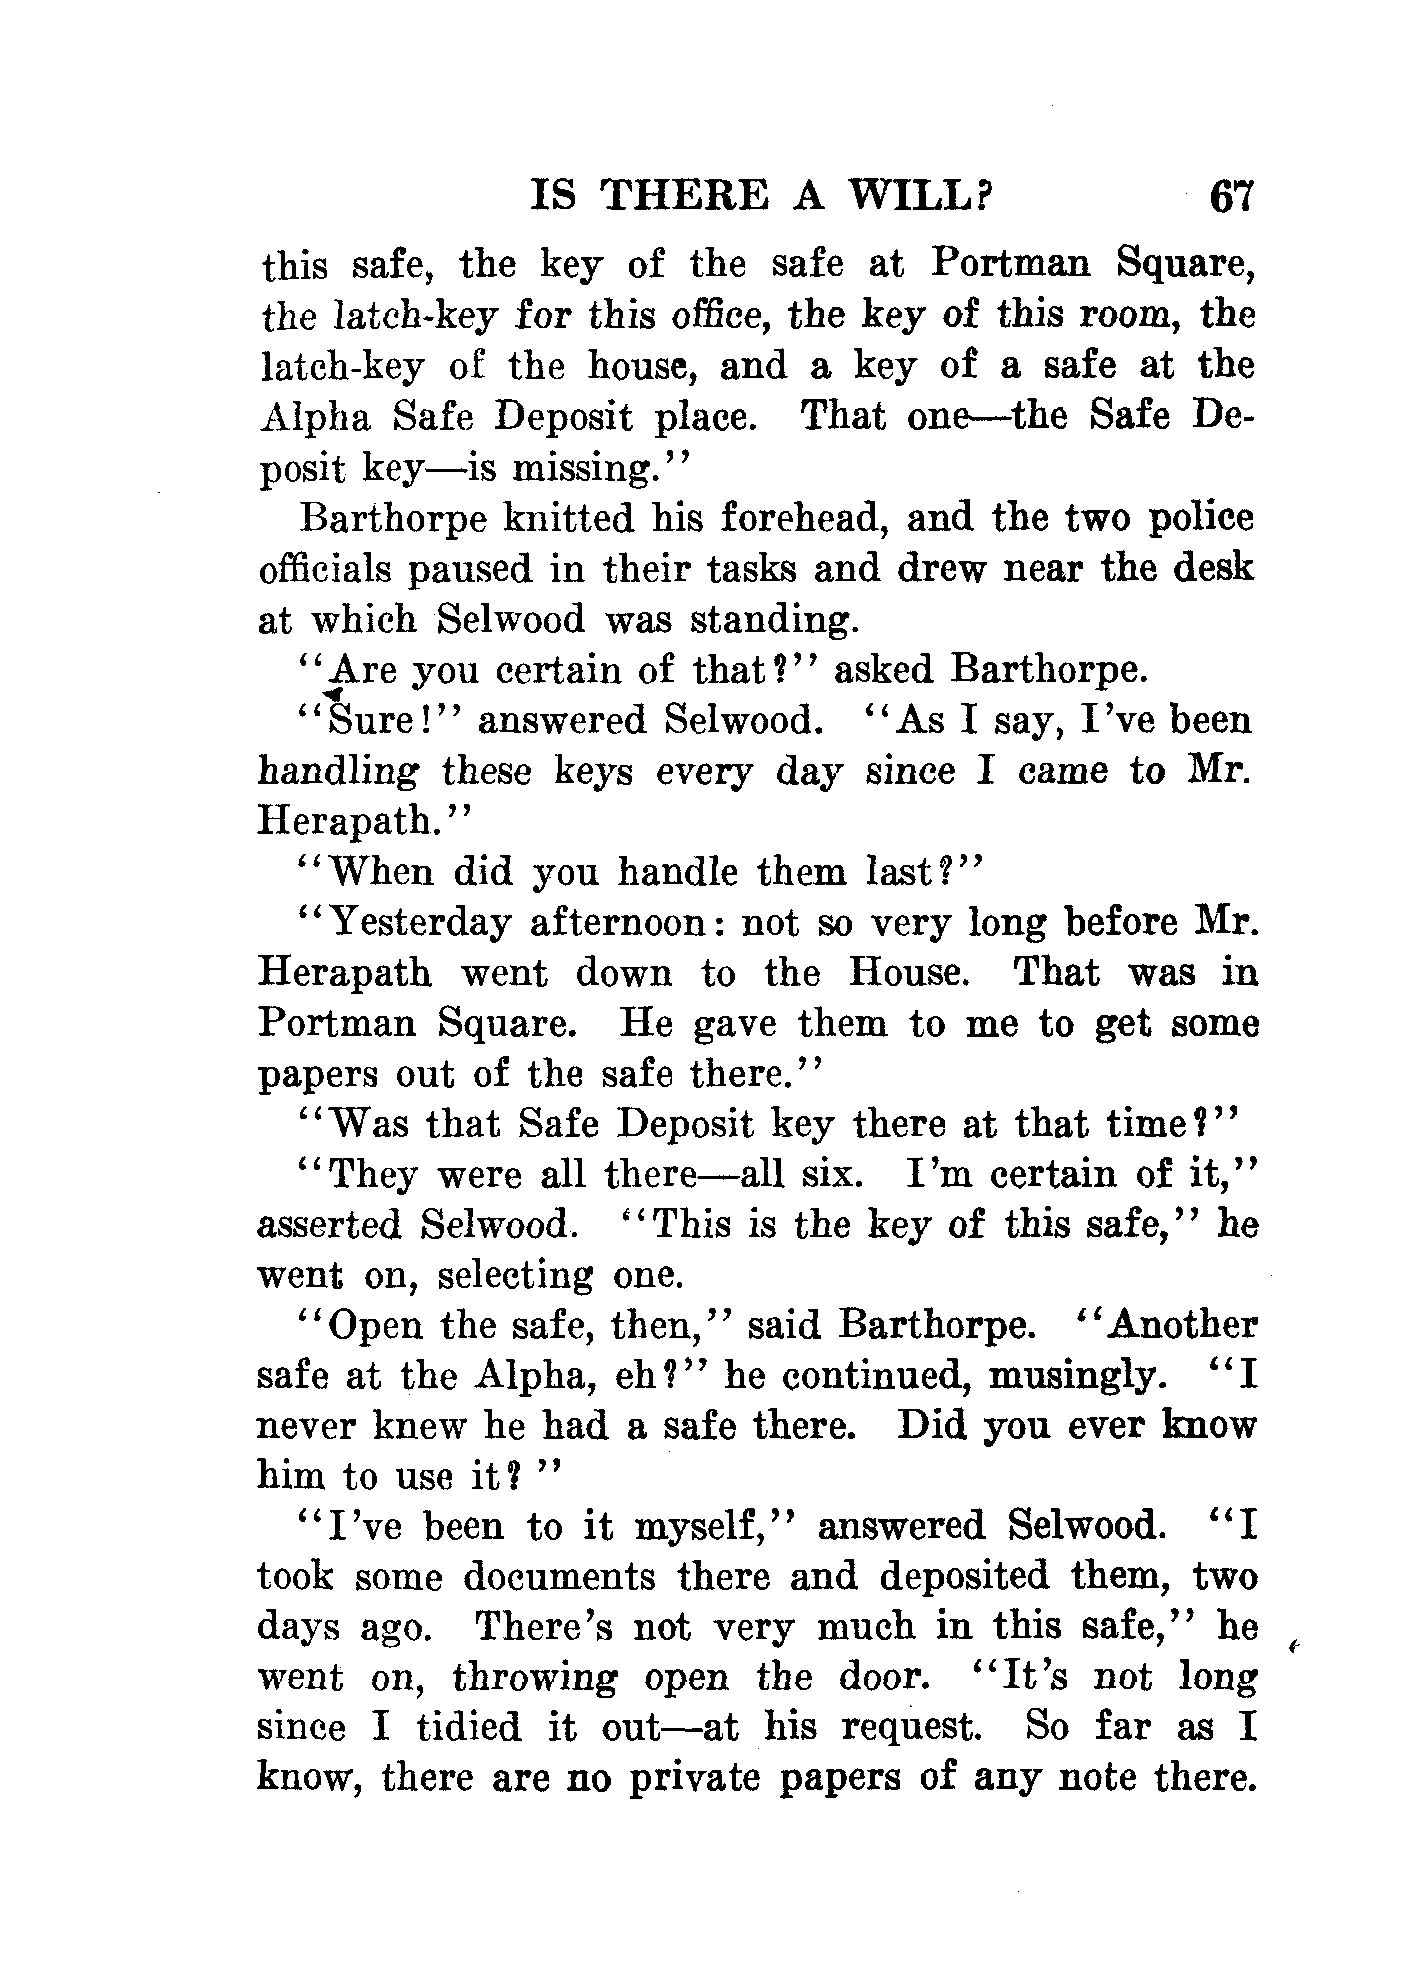 IS THERE A WILL? 67
this safe, the key of the safe at Portman Square,
the latch-key for this office, the key of this room, the
latch-key of the house, and a key of a safe at the
Alpha Safe Deposit place. That one—the Safe De-
posit key—is missing."
Barthorpe knitted his forehead, and the two police
officials paused in their tasks and drew near the desk
at which Selwood was standing.
"Are you certain of that?" asked Barthorpe.
"Sure!" answered Selwood. "As I say, I've been
handling these keys every day since I came to Mr.
Herapath."
"When did you handle them last?"
"Yesterday afternoon: not so very long before Mr.
Herapath went down to the House. That was in
Portman Square. He gave them to me to get some
papers out of the safe there."
"Was that Safe Deposit key there at that time?"
"They were all there—all six. I'm certain of it,"
asserted Selwood. "This is the key of this safe," he
went on, selecting one.
"Open the safe, then," said Barthorpe. "Another
safe at the Alpha, eh?" he continued, musingly. "I
never knew he had a safe there. Did you ever know
him to use it? "
"I've been to it myself," answered Selwood. "I
took some documents there and deposited them, two
days ago. There's not very much in this safe," he
went on, throwing open the door. "It's not long
since I tidied it out—at his request. So far as I
know, there are no private papers of any note there.